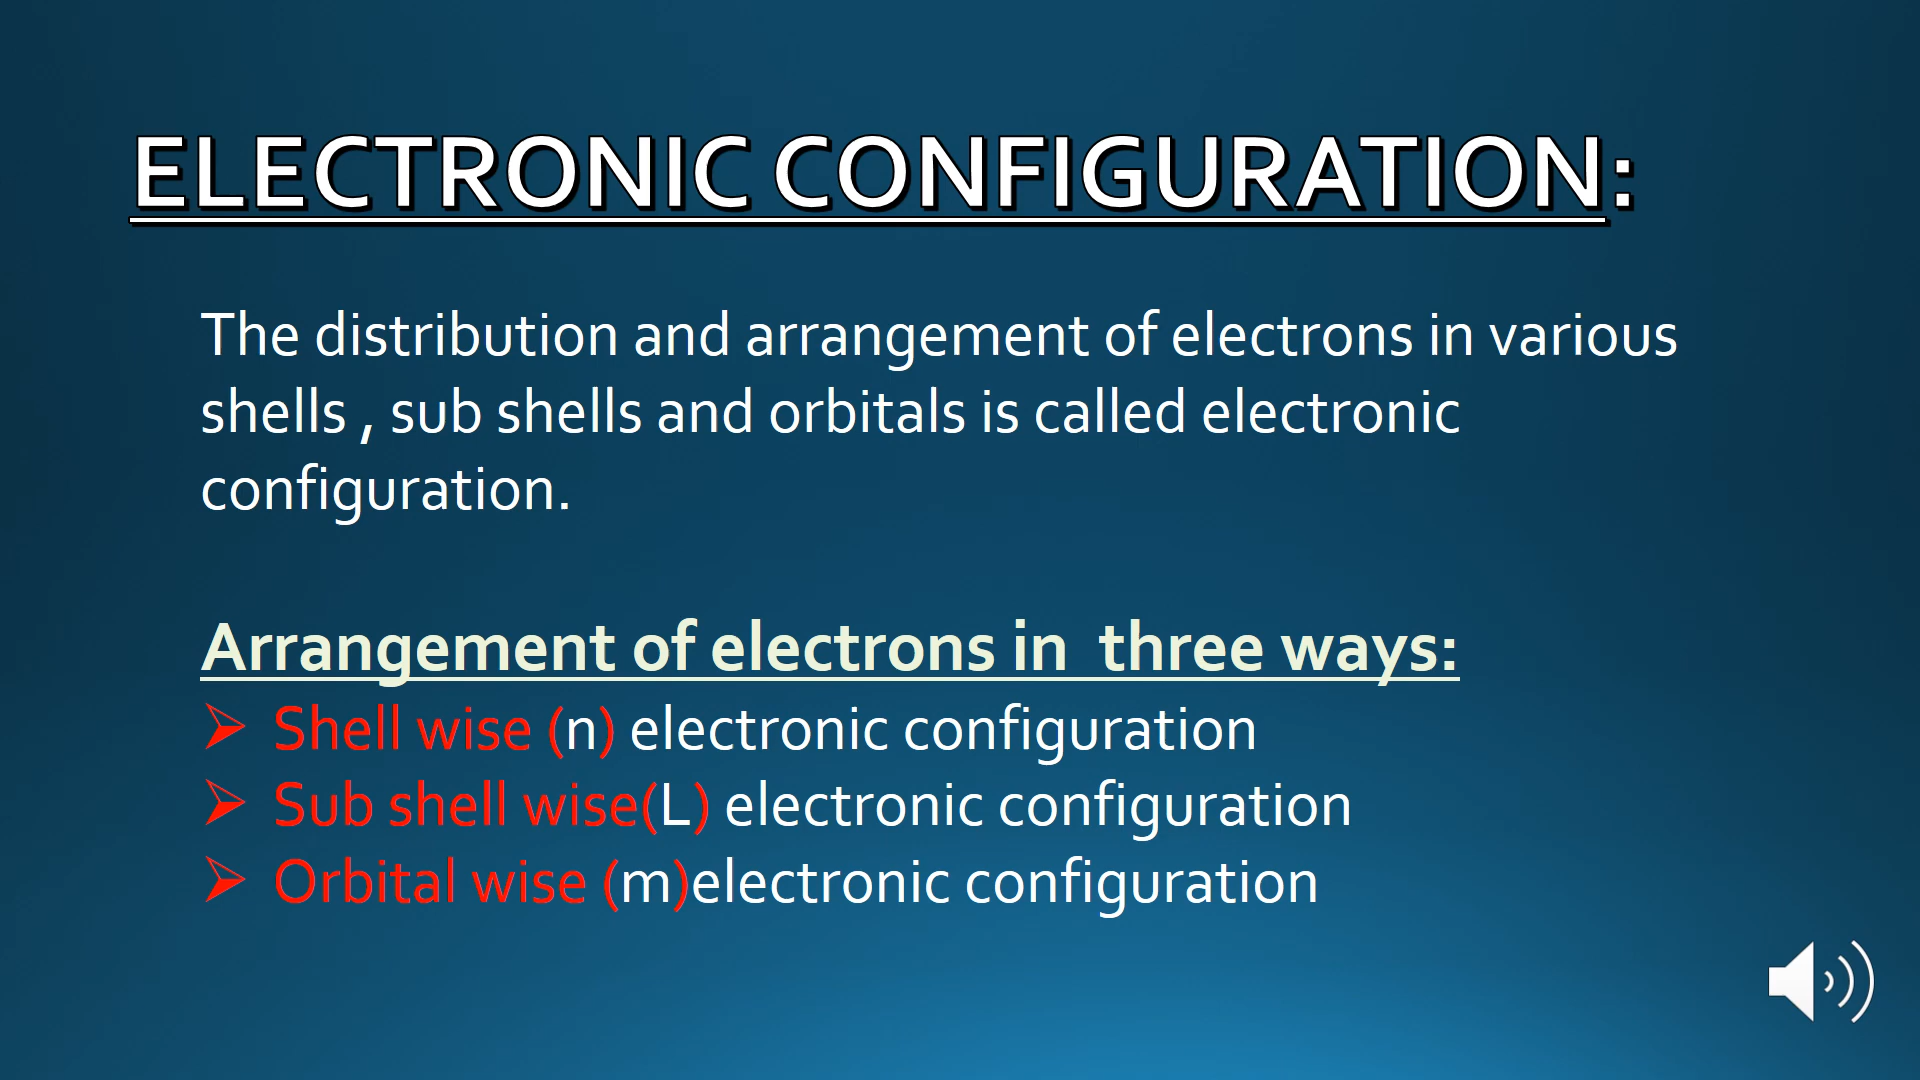 ELECTRONIC CONFIGURATION:
The distribution and arrangement of electrons in various
shells , sub shells and orbitals is called electronic
configuration.
Arrangement of electrons in  three ways:
Shell wise (n) electronic configuration
Sub shell wise(L) electronic configuration
Orbital wise (m)electronic configuration